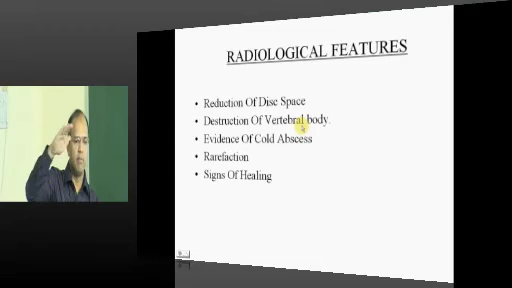 RADIOLOGICAL FEATURES
• Reduction Of Disc Space
• Destruction Of Vertebral body.
• Evidence Of Cold Abscess
• Rarefaction
• Signs Of Healing